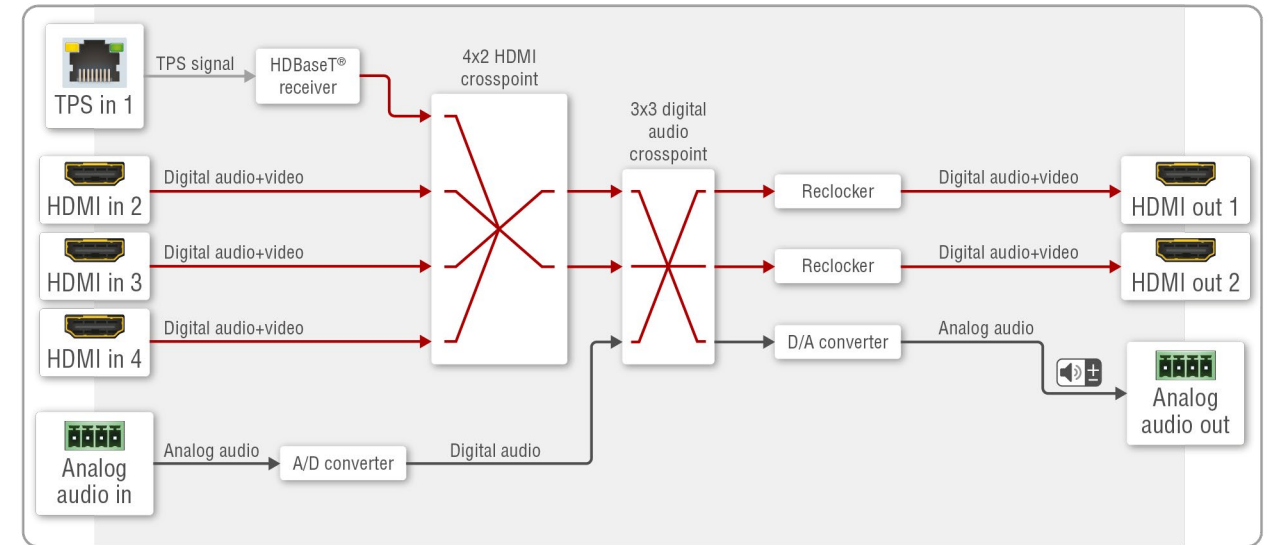 TPS in 1
TPS signal
HDBaseT®
receiver
4x2 HDMI
crosspoint
3x3 digital
audio
crosspoint
HDMI in 2
Digital audio+video
Reclocker
Digital audio+video
HDMI out 1
HDMI in 3
Digital audio+video
Reclocker
Digital audio+video
HDMI out 2
HDMI in 4
Digital audio+video
D/A converter
Analog audio
Analog
audio out
Analog
audio in
Analog audio
A/D converter
Digital audio